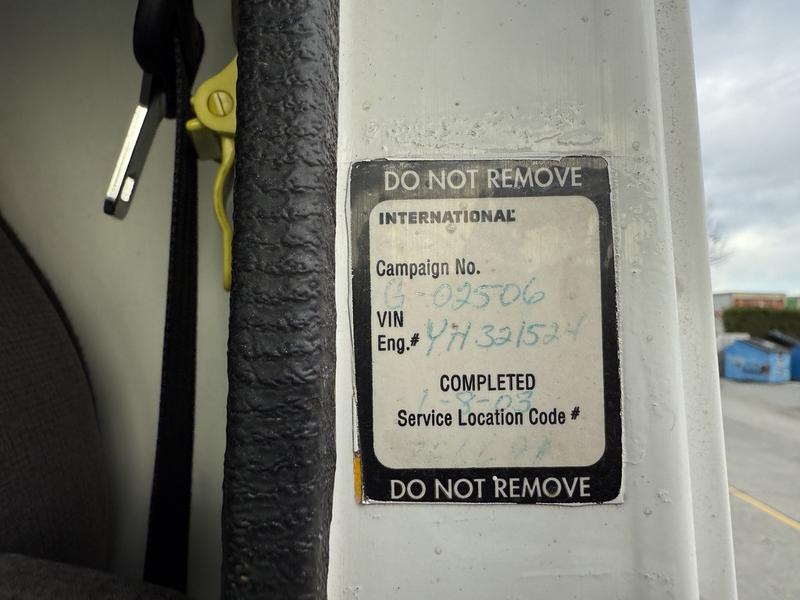 DO NOT REMOVE
INTERNATIONAL
Campaign No.
G-02506
VIN
Eng.# YH321524
COMPLETED
1-8-03
Service Location Code #
DO NOT REMOVE